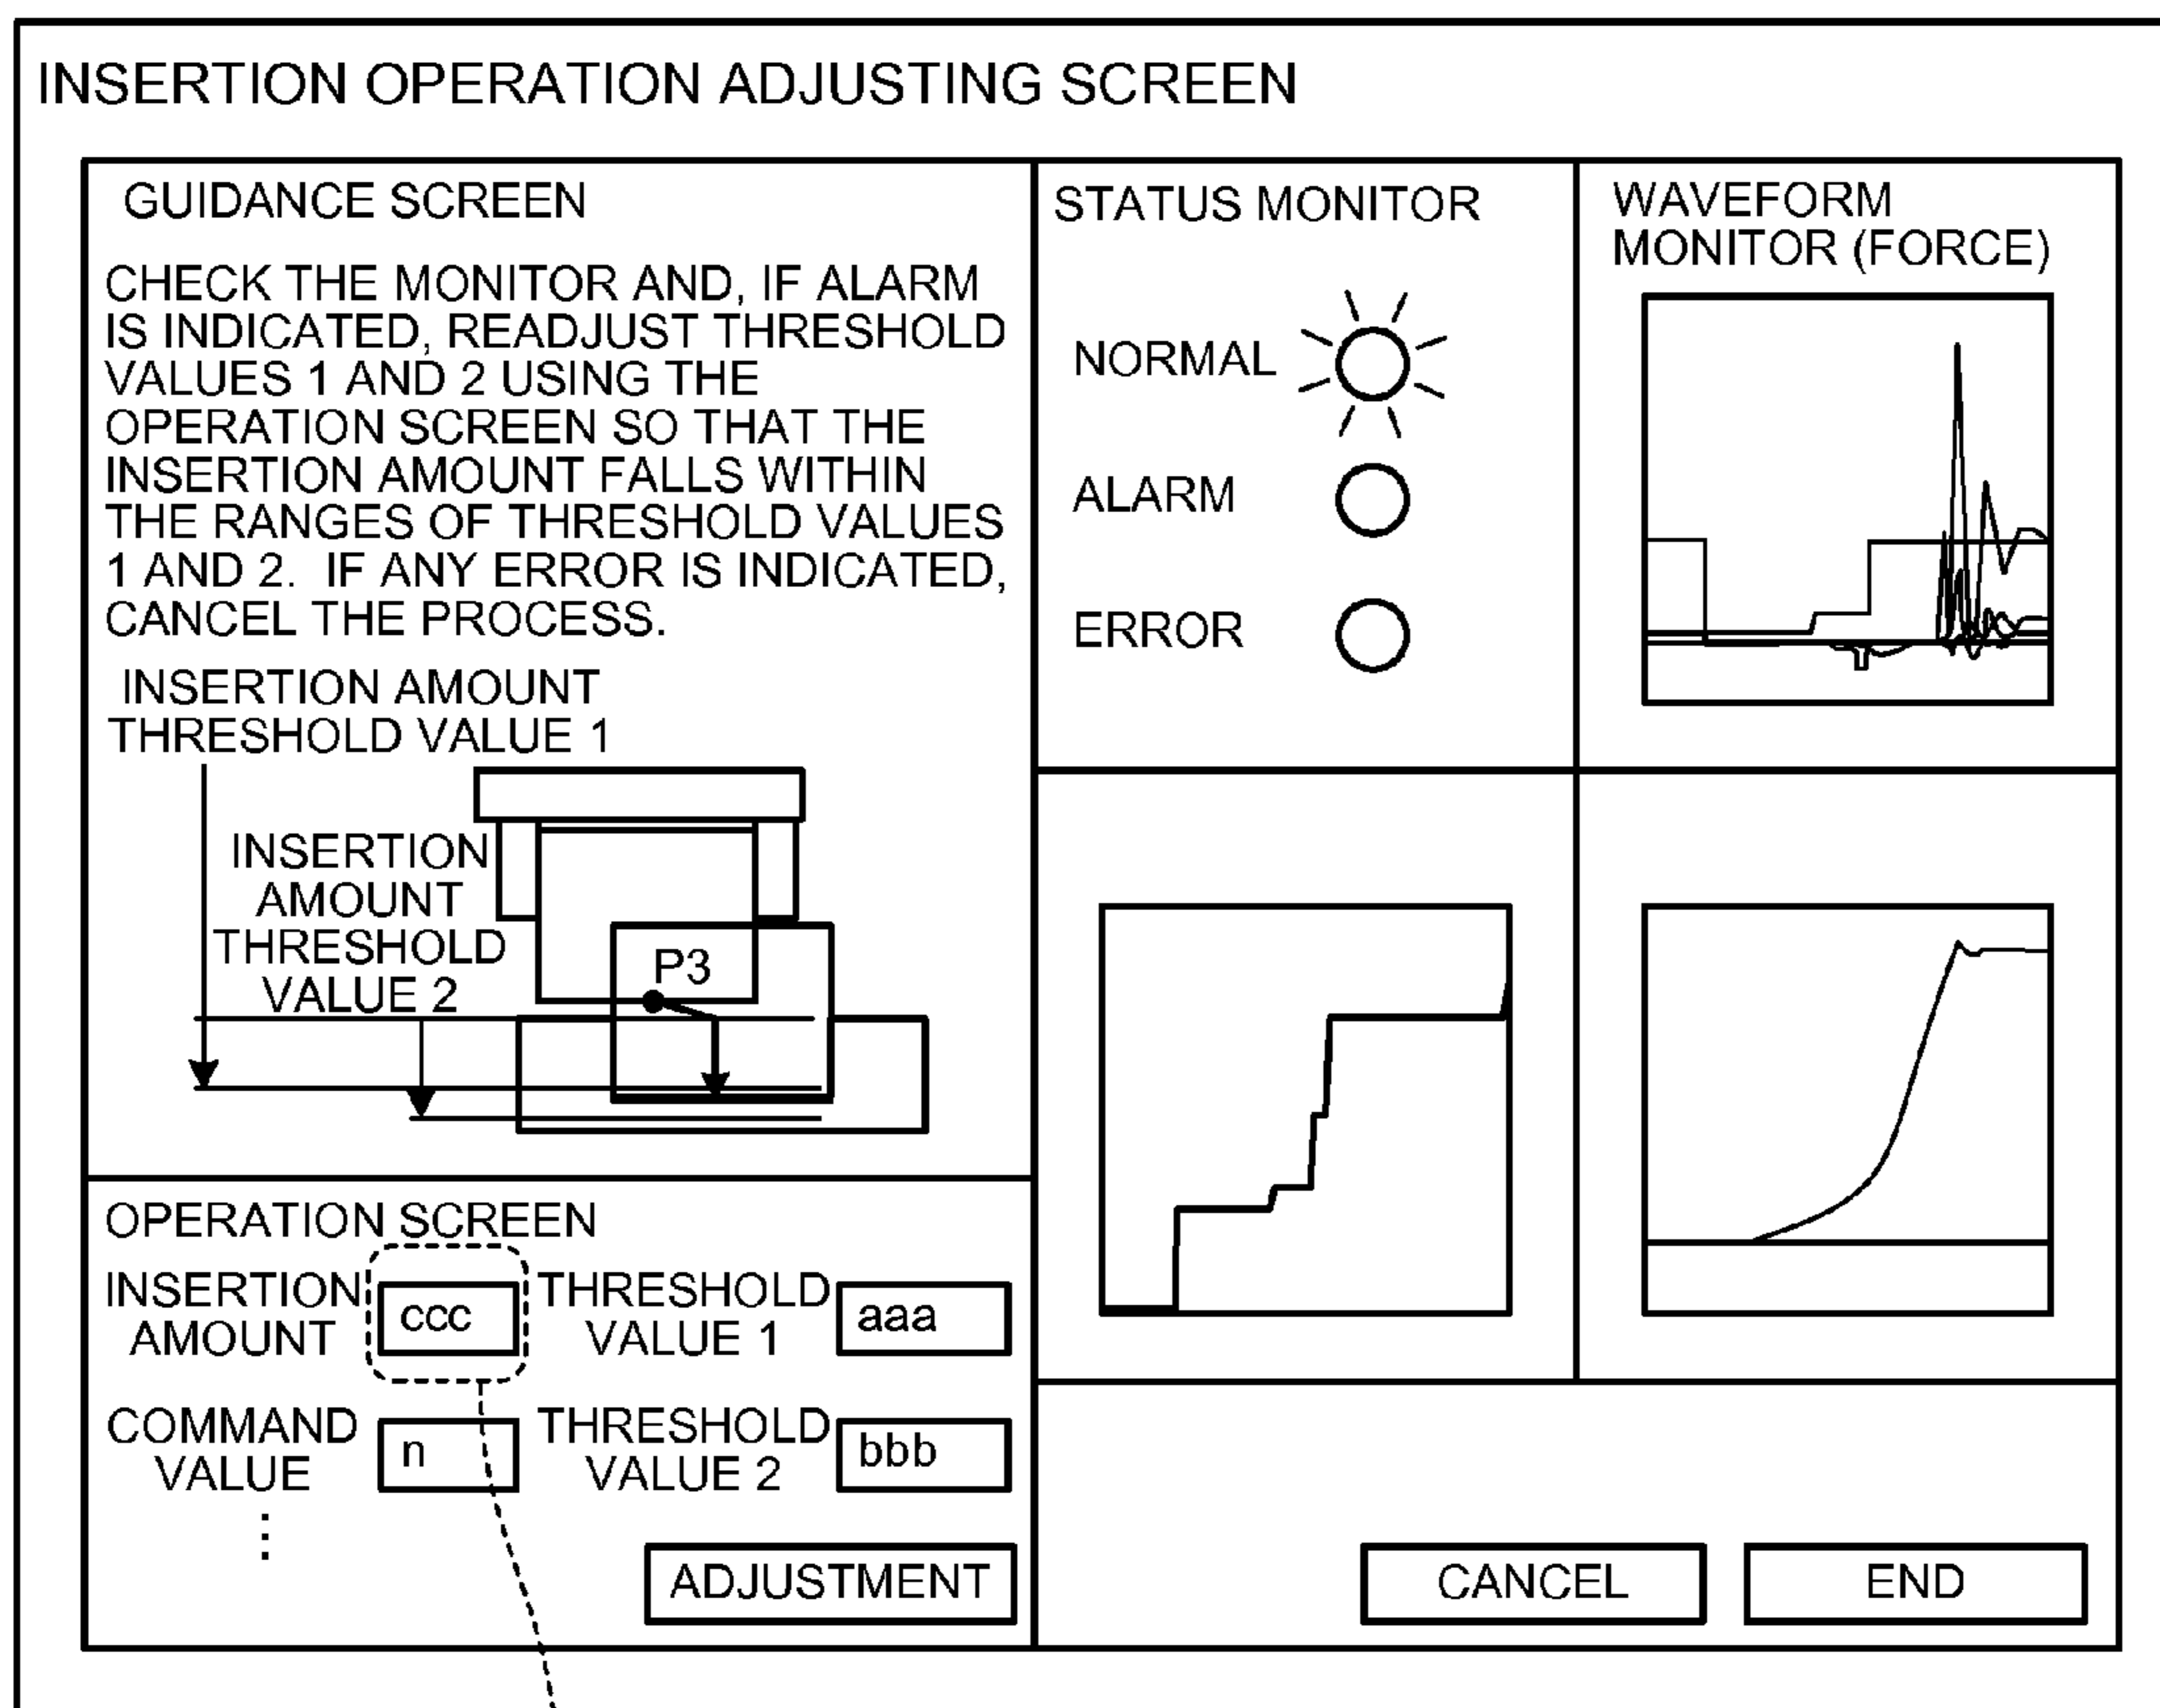 INSERTION OPERATION ADJUSTING SCREEN
GUIDANCE SCREEN
CHECK THE MONITOR AND, IF ALARM
IS INDICATED, READJUST THRESHOLD
VALUES 1 AND 2 USING THE
OPERATION SCREEN SO THAT THE
INSERTION AMOUNT FALLS WITHIN
THE RANGES OF THRESHOLD VALUES
1 AND 2.  IF ANY ERROR IS INDICATED,
CANCEL THE PROCESS.
INSERTION AMOUNT
THRESHOLD VALUE 1
INSERTION
AMOUNT
THRESHOLD
VALUE 2
P3
OPERATION SCREEN
INSERTION
AMOUNT
ccc
THRESHOLD
VALUE 1
aaa
COMMAND
VALUE
n
THRESHOLD
VALUE 2
bbb
⋮
ADJUSTMENT
STATUS MONITOR
NORMAL
ALARM
ERROR
WAVEFORM
MONITOR (FORCE)
CANCEL
END